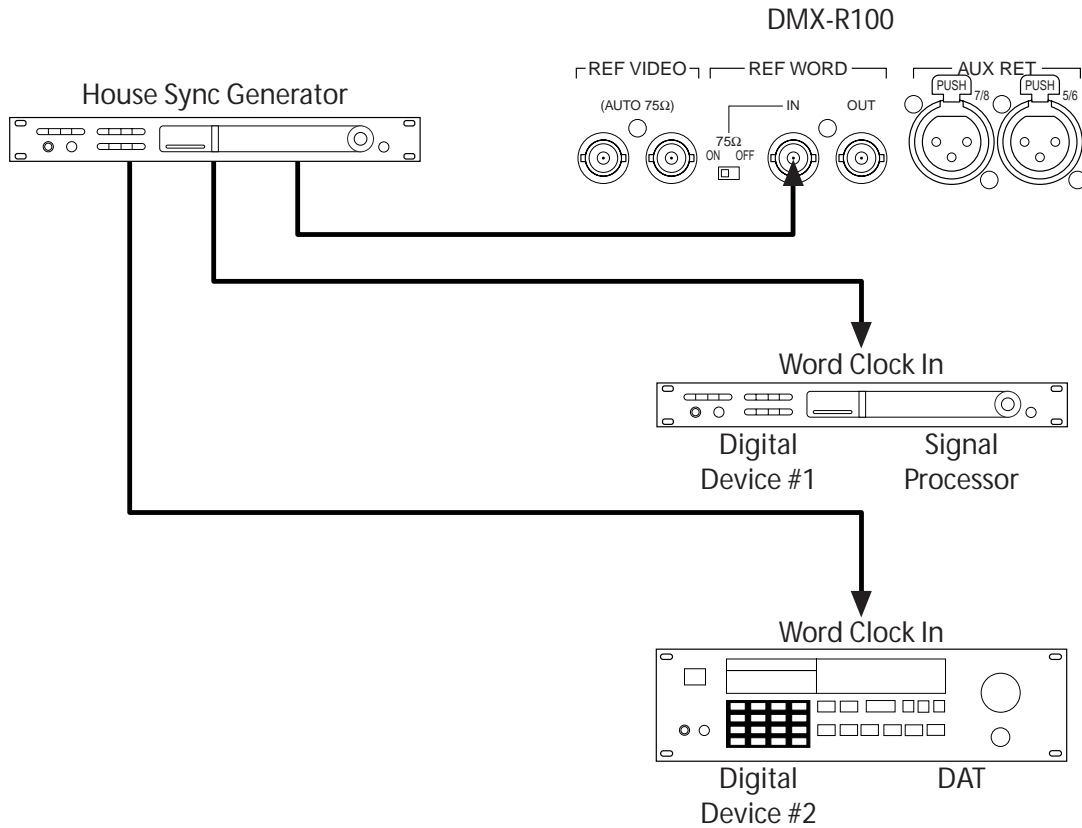 DMX-R100
REF VIDEO
REF WORD
AUX RET
House Sync Generator
(AUTO 75Ω)
IN
OUT
PUSH
7/8
PUSH
5/6
75Ω
ON OFF
Word Clock In
Digital
Device #1
Signal
Processor
Word Clock In
Digital
Device #2
DAT